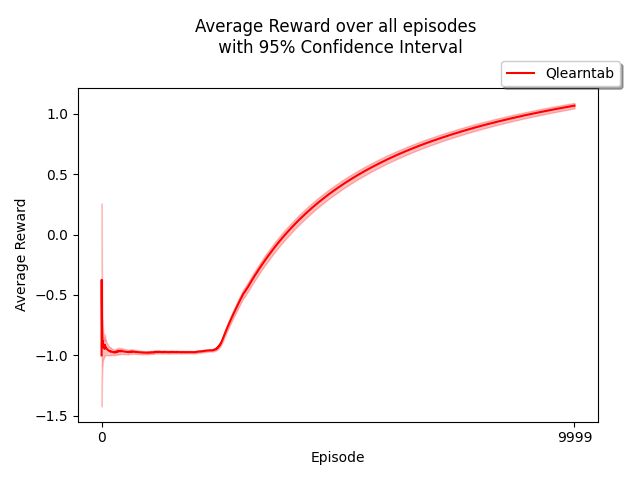 Average Reward over all episodes
with 95% Confidence Interval
Qlearntab
1.0
0.5
0.0
−0.5
−1.0
−1.5
Average Reward
0
9999
Episode